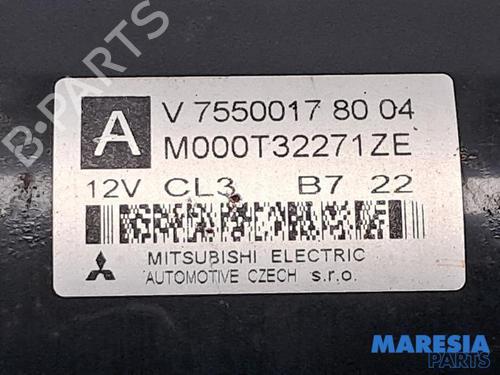 A
V 7550017 80 04
M000T32271ZE
12V CL3 B7 22
MITSUBISHI ELECTRIC
AUTOMOTIVE CZECH s.r.o.
B-PARTS
MARESIA
PARTS